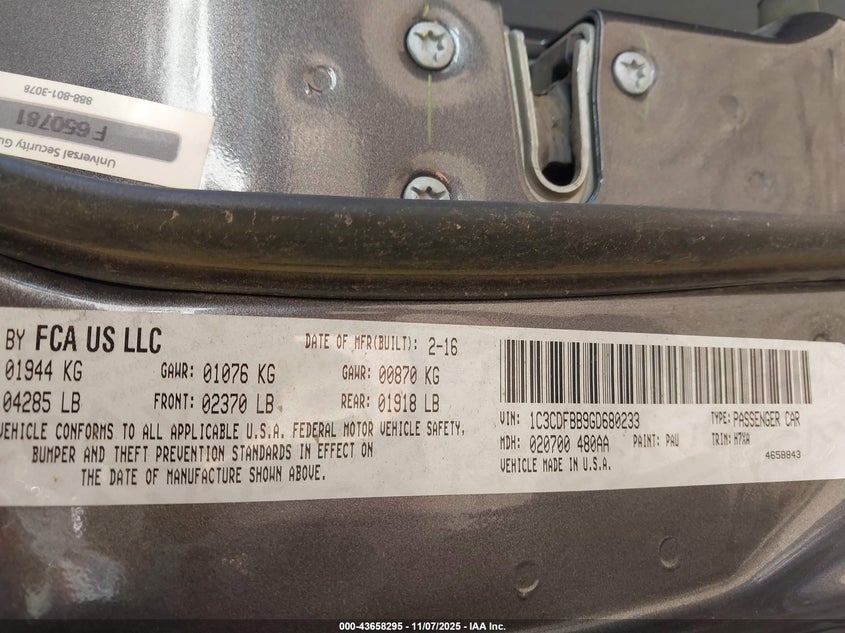 888-801-3078
F 650781
Universal Security Gu
BY FCA US LLC
DATE OF MFR(BUILT): 2-16
01944 KG GAWR: 01076 KG GAWR: 00870 KG
04285 LB FRONT: 02370 LB REAR: 01918 LB
VEHICLE CONFORMS TO ALL APPLICABLE U.S.A. FEDERAL MOTOR VEHICLE SAFETY,
BUMPER AND THEFT PREVENTION STANDARDS IN EFFECT ON
THE DATE OF MANUFACTURE SHOWN ABOVE.
VIN: 1C3CDFBB9GD680233 TYPE: PASSENGER CAR
MDH: 020700 480AA PAINT: PAU TRIM: H7XA
VEHICLE MADE IN U.S.A. 4658843
000-43658295 - 11/07/2025 - IAA Inc.